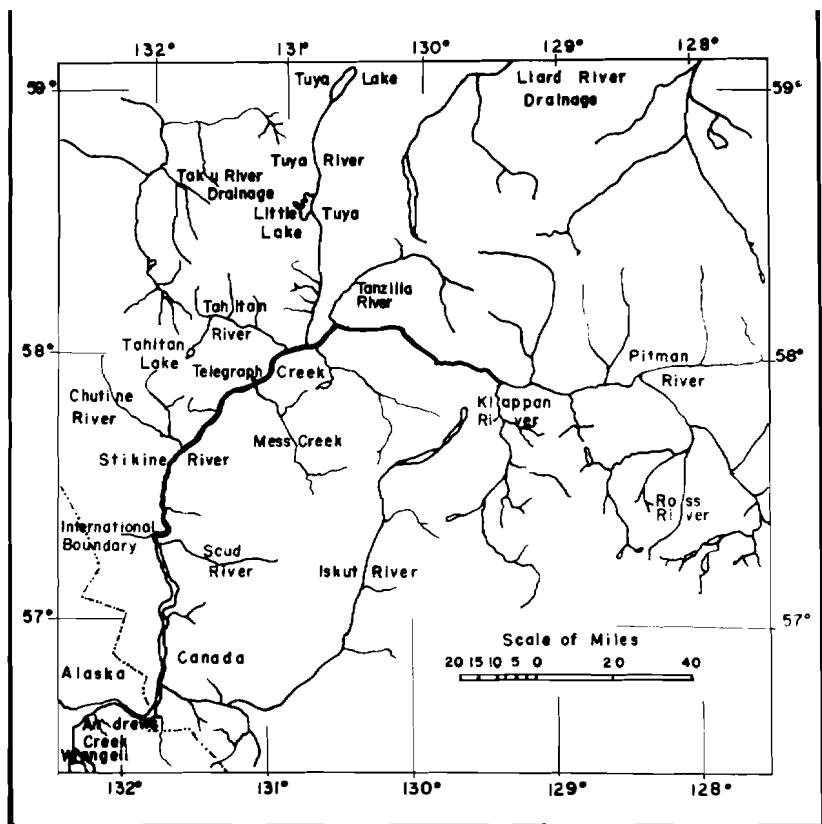 132° 131° 130° 129° 128°
59° 59°
Tuya Lake
Liard River
Drainage
Tuya River
Taku River
Drainage
Little Tuya
Lake
Tanzilla
River
Tahltan
River
58° 58°
Tahltan
Lake
Pitman
River
Telegraph Creek
Chutine
River
Klappan
River
Mess Creek
Stikine River
Ross
River
International
Boundary
Scud
River
Iskut River
57° 57°
Scale of Miles
20 15 10 5 0 20 40
Canada
Alaska
Andrews
Creek
Wrangell
132° 131° 130° 129° 128°